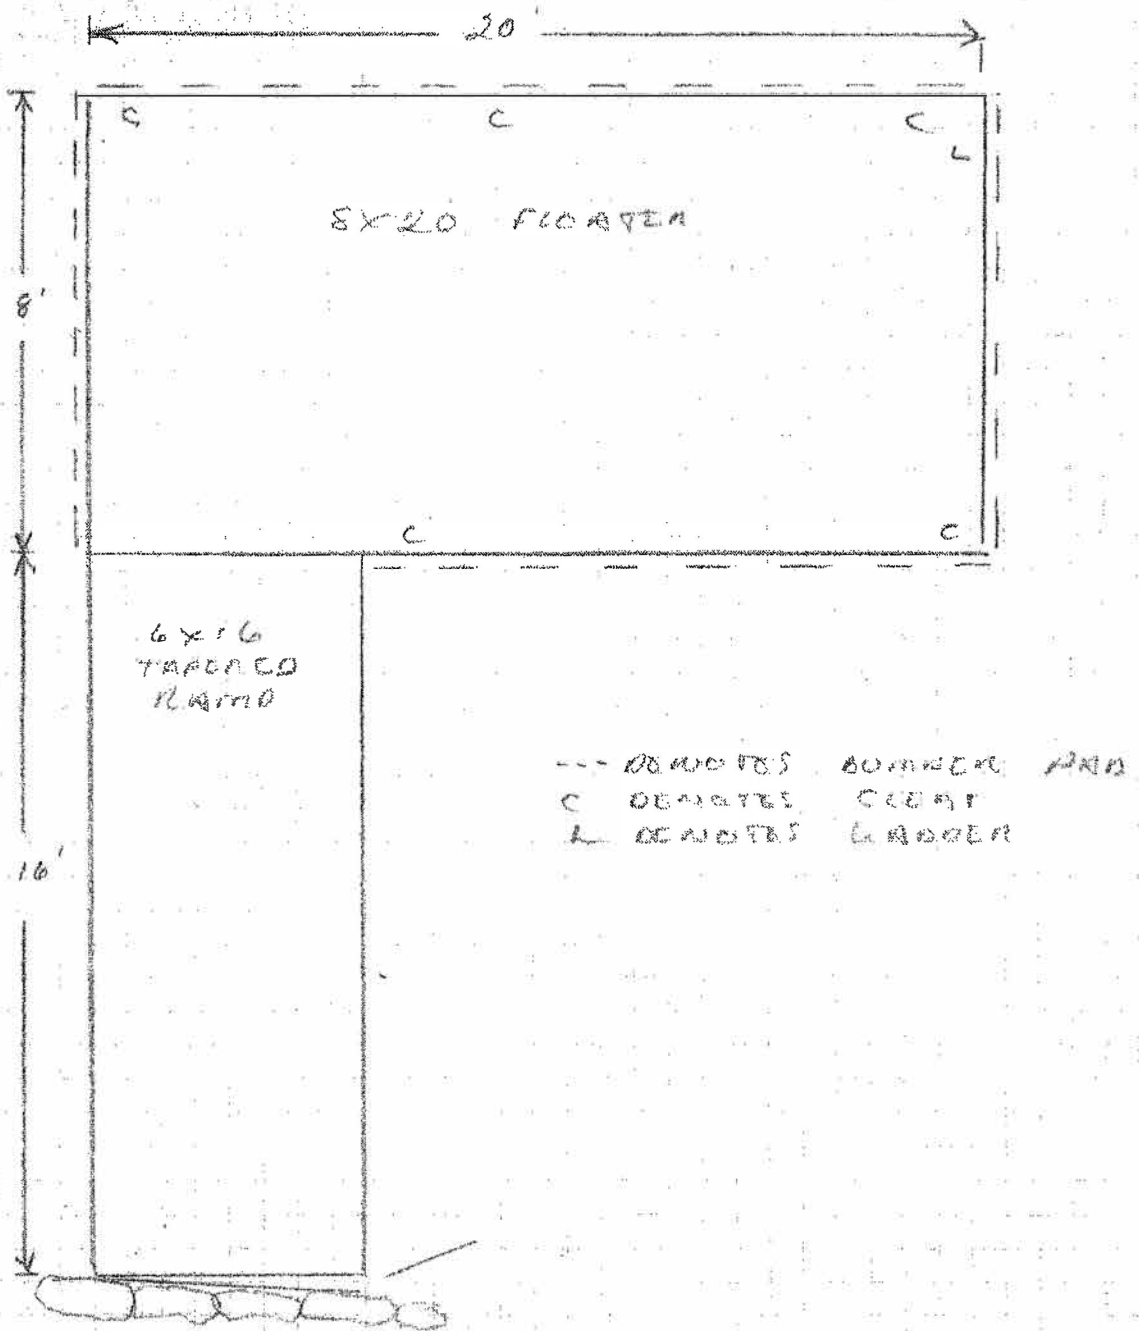 20'
C C C
L
8X20 FLOATER
8'
C C
6x16
TAPERED
RAMP
--- DENOTES BUMPER PAD
C DENOTES CLEAT
L DENOTES LADDER
16'